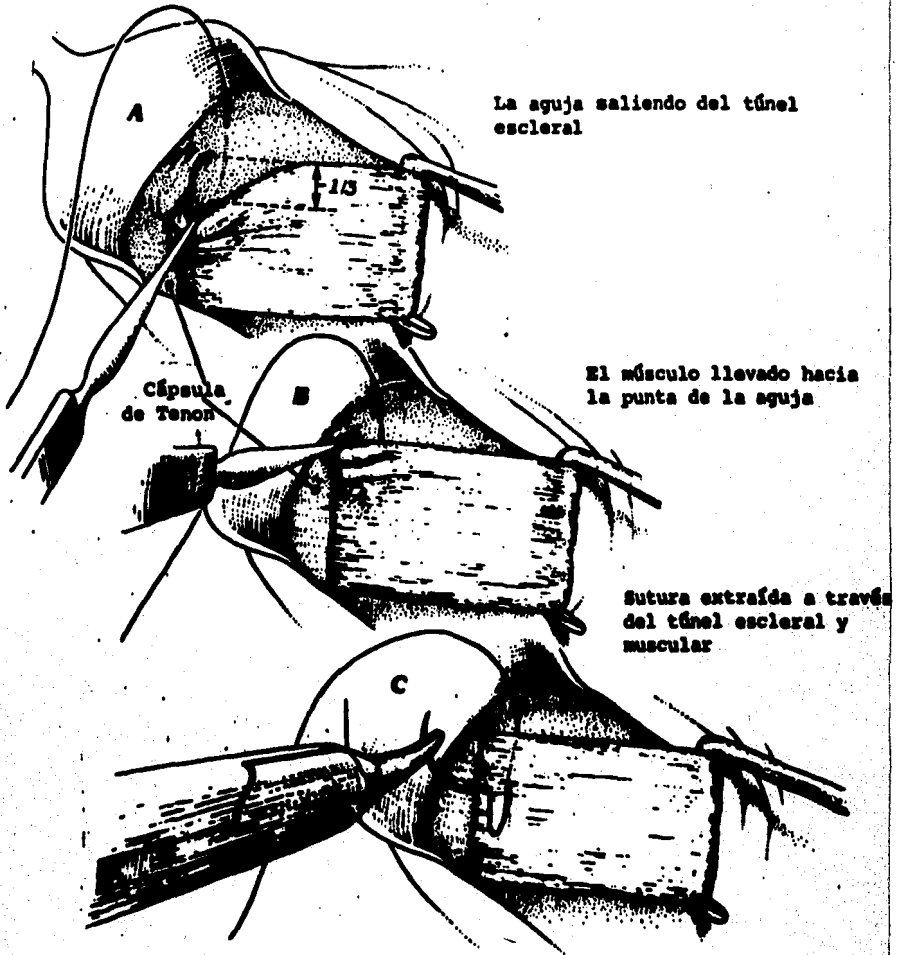 A
La aguja saliendo del túnel
escleral
1/3
Cápsula
de Tenon
B
El músculo llevado hacia
la punta de la aguja
Sutura extraída a través
del túnel escleral y
muscular
C